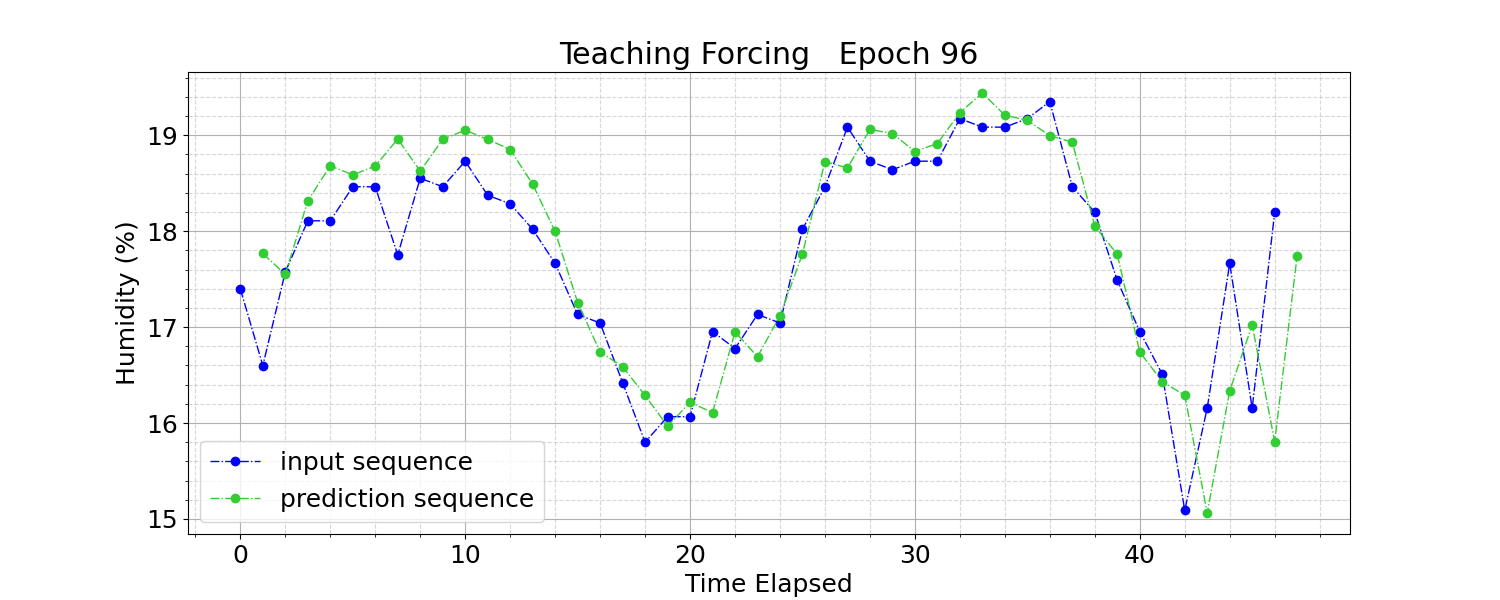 Teaching Forcing   Epoch 96
Humidity (%)
19
18
17
16
15
input sequence
prediction sequence
0 10 20 30 40
Time Elapsed